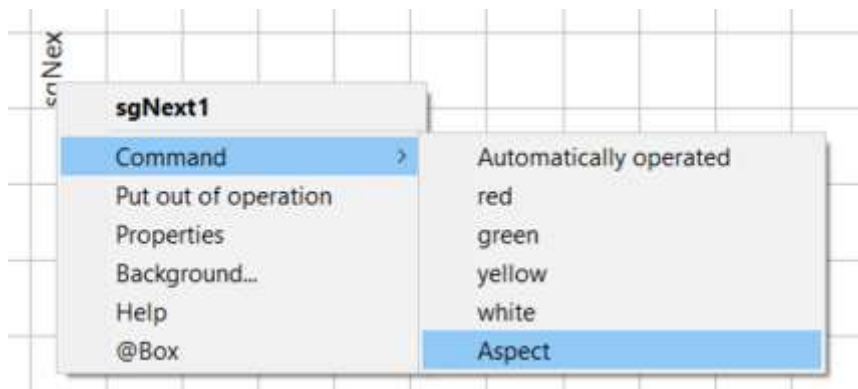 sgNex
sgNext1
Command
Put out of operation
Properties
Background...
Help
@Box
Automatically operated
red
green
yellow
white
Aspect